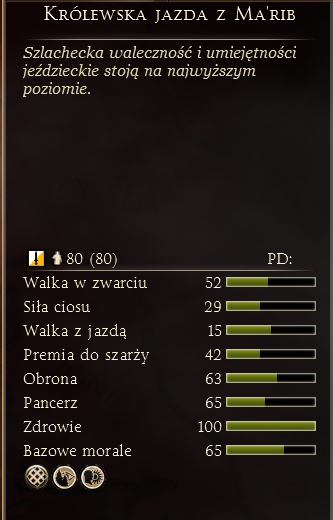 Królewska jazda z Ma'rib
Szlachecka waleczność i umiejętności
jeździeckie stoją na najwyższym
poziomie.
80 (80) PD:
Walka w zwarciu 52
Siła ciosu 29
Walka z jazdą 15
Premia do szarży 42
Obrona 63
Pancerz 65
Zdrowie 100
Bazowe morale 65